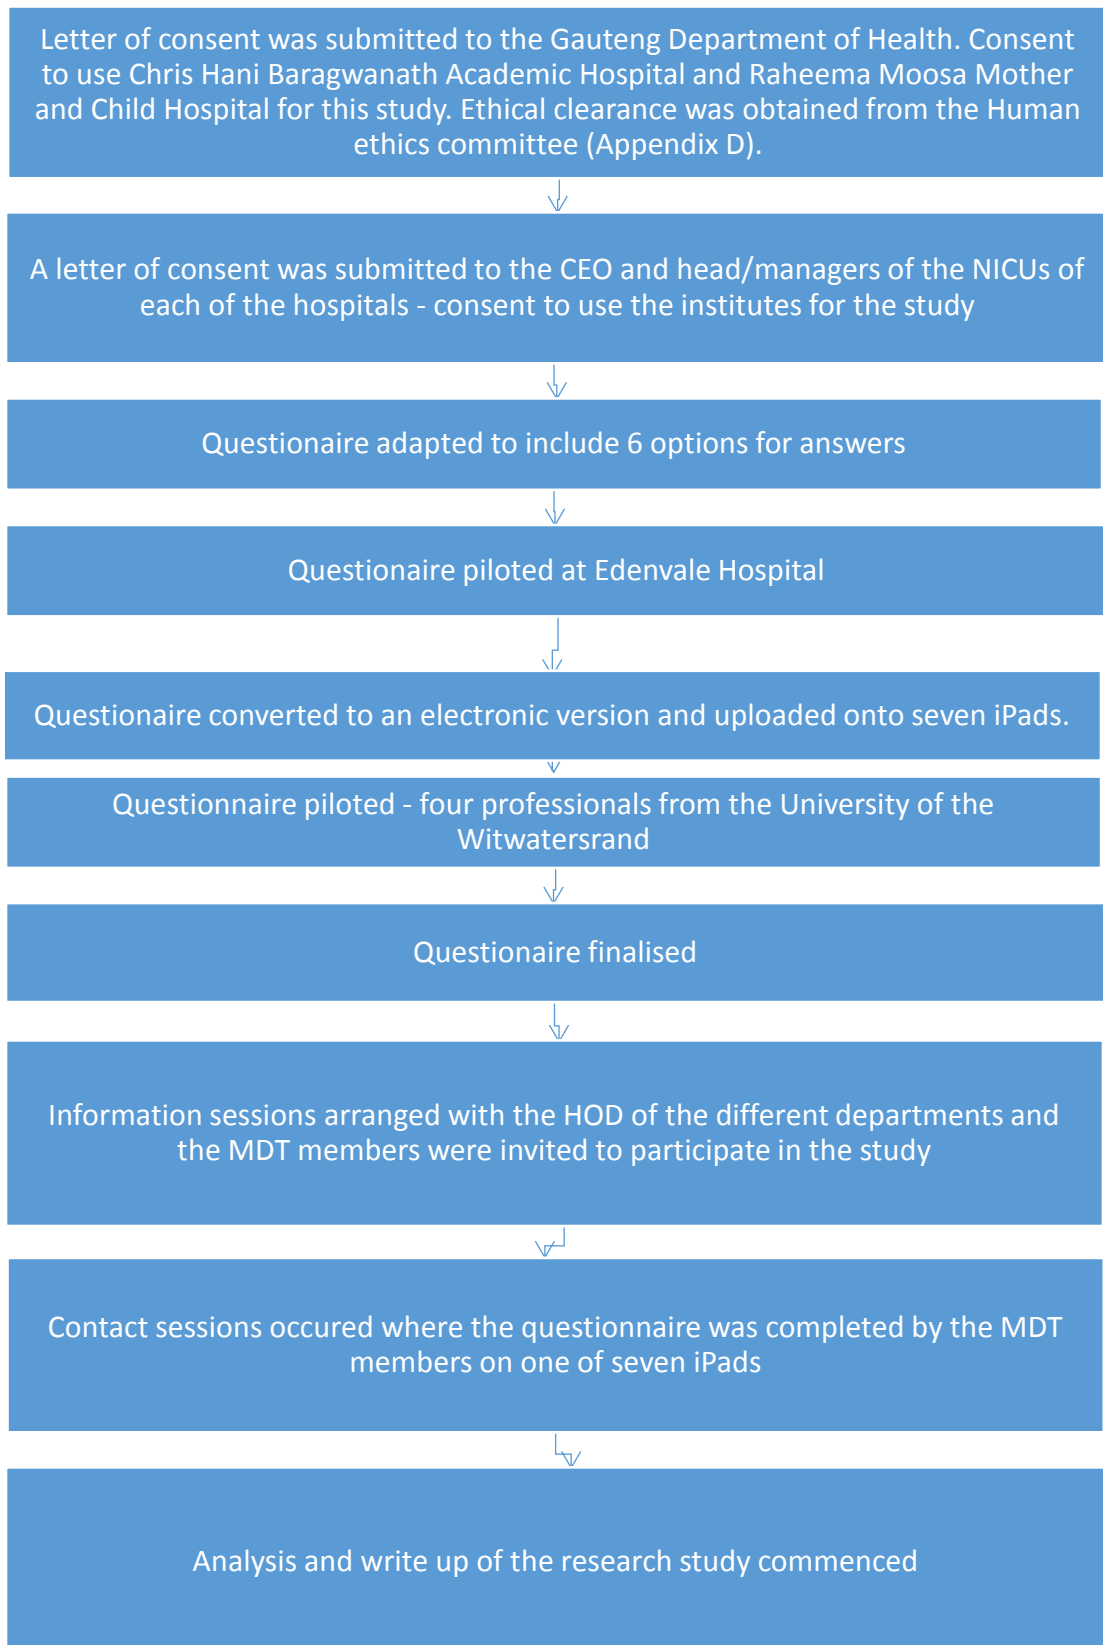 Letter of consent was submitted to the Gauteng Department of Health. Consent
to use Chris Hani Baragwanath Academic Hospital and Raheema Moosa Mother
and Child Hospital for this study. Ethical clearance was obtained from the Human
ethics committee (Appendix D).
A letter of consent was submitted to the CEO and head/managers of the NICUs of
each of the hospitals - consent to use the institutes for the study
Questionaire adapted to include 6 options for answers
Questionaire piloted at Edenvale Hospital
Questionaire converted to an electronic version and uploaded onto seven iPads.
Questionnaire piloted - four professionals from the University of the
Witwatersrand
Questionaire finalised
Information sessions arranged with the HOD of the different departments and
the MDT members were invited to participate in the study
Contact sessions occured where the questionnaire was completed by the MDT
members on one of seven iPads
Analysis and write up of the research study commenced